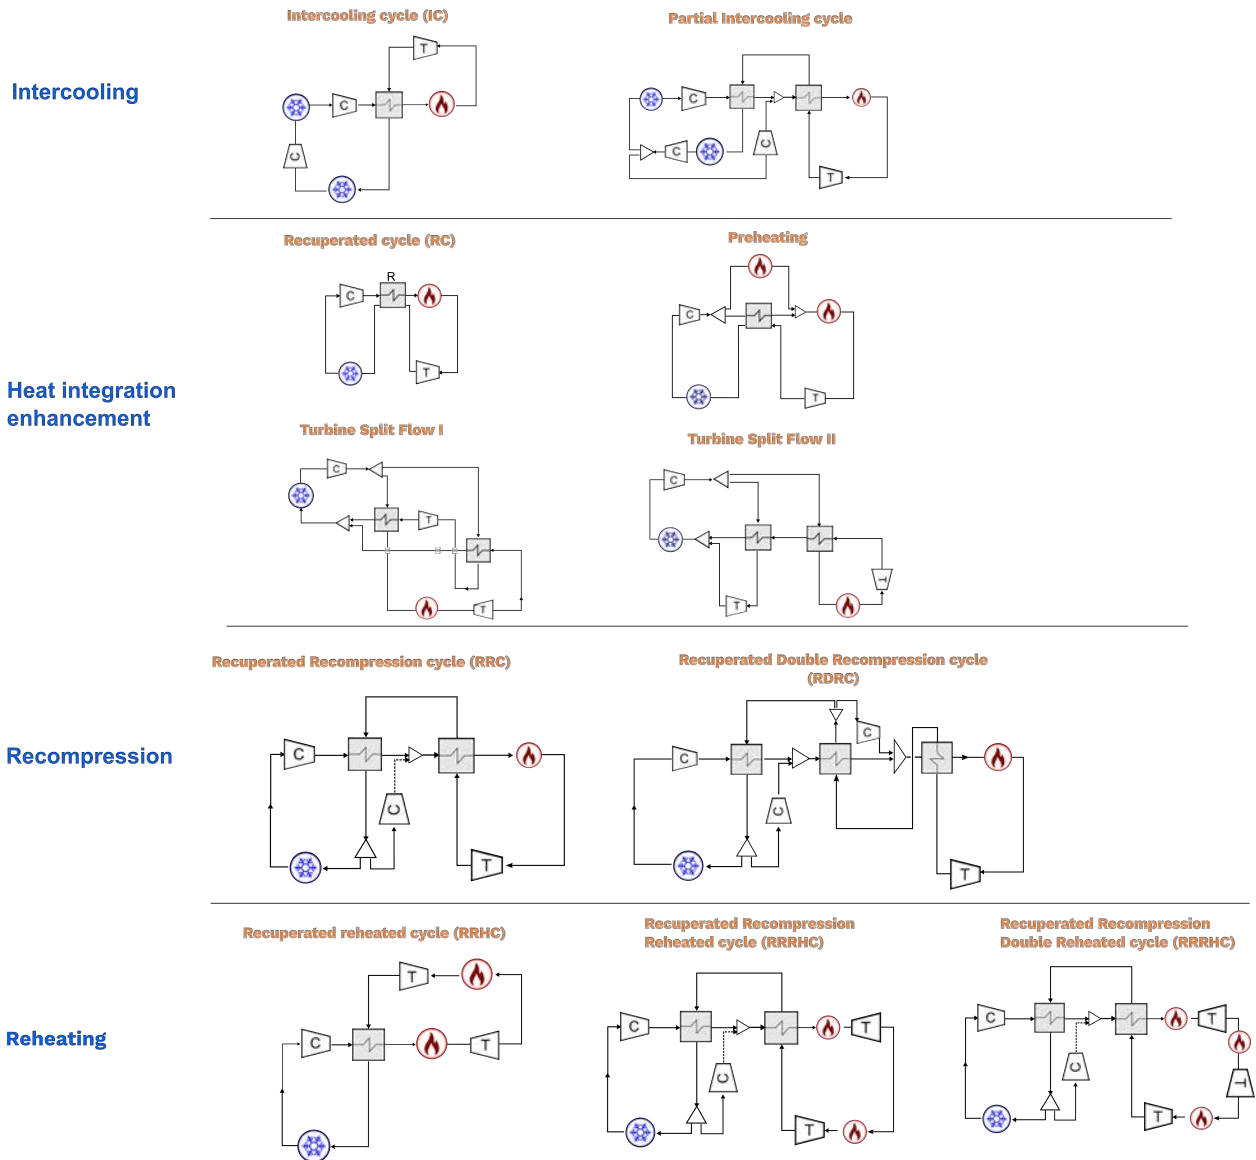 Intercooling cycle (IC)
Partial Intercooling cycle
T
Intercooling
C
C
C
C
C
T
Recuperated cycle (RC)
Preheating
R
C
C
T
T
Heat integration
enhancement
Turbine Split Flow I
Turbine Split Flow II
C
C
T
T
T
T
Recuperated Recompression cycle (RRC)
Recuperated Double Recompression cycle
(RDRC)
C
Recompression
C
C
C
C
T
T
Recuperated reheated cycle (RRHC)
Recuperated Recompression
Reheated cycle (RRRHC)
Recuperated Recompression
Double Reheated cycle (RRRHC)
T
Reheating
C
T
C
T
C
T
C
C
T
T
T